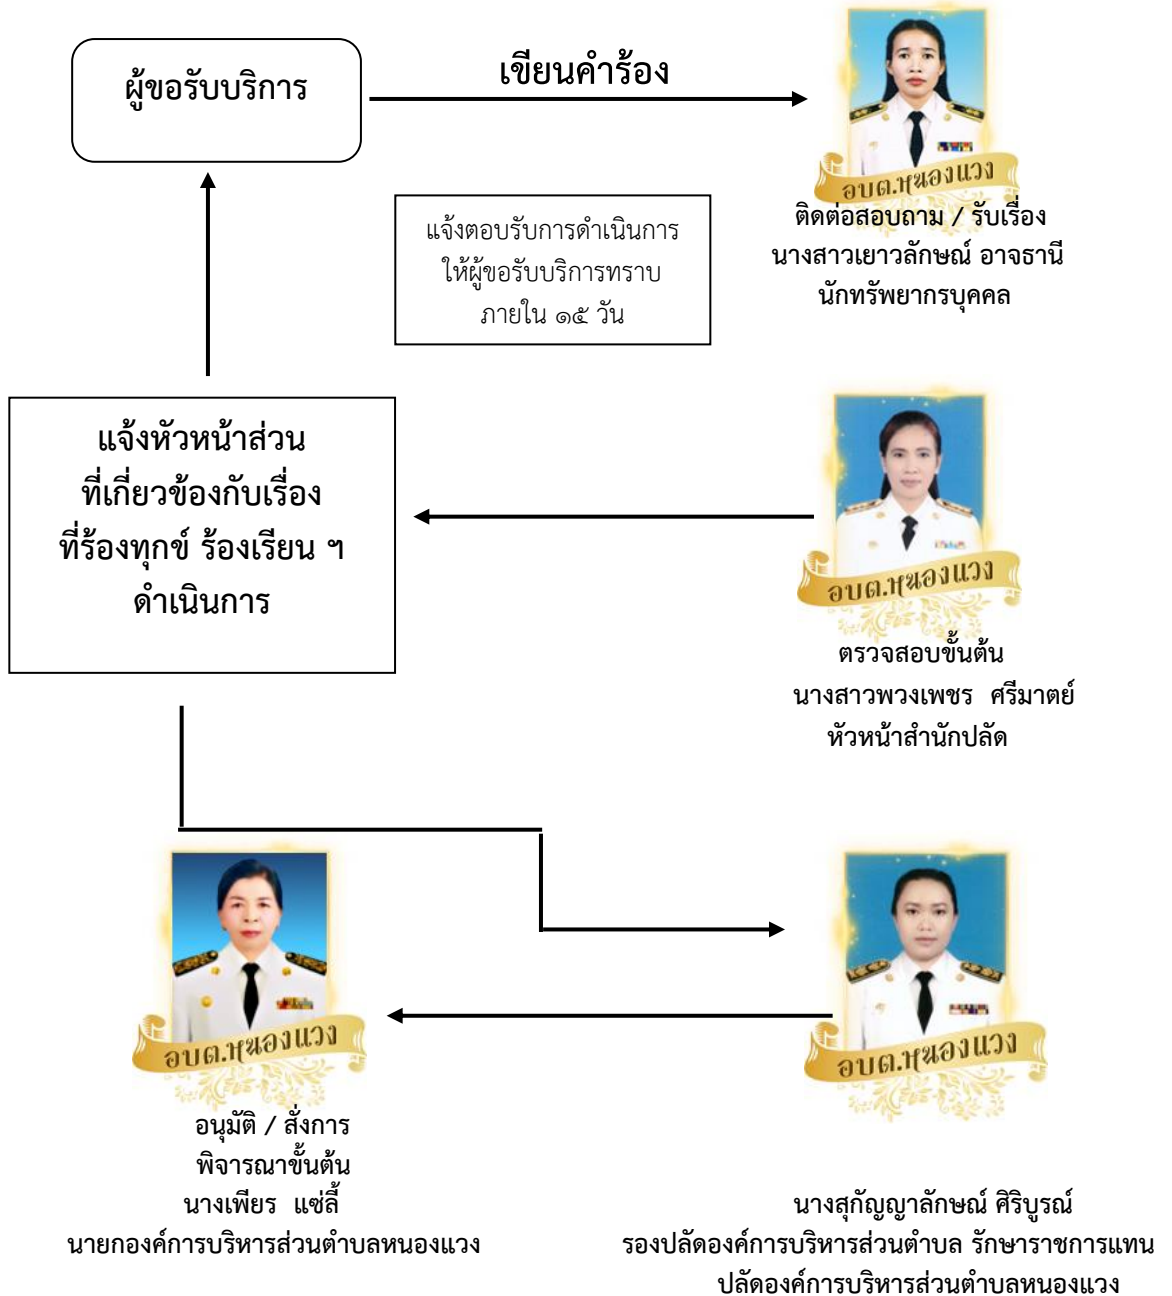 ผู้ขอรับบริการ
เขียนคำร้อง
อบต.หนองแวง
ติดต่อสอบถาม / รับเรื่อง
นางสาวเยาวลักษณ์ อาจธานี
นักทรัพยากรบุคคล
แจ้งตอบรับการดำเนินการ
ให้ผู้ขอรับบริการทราบ
ภายใน ๑๕ วัน
แจ้งหัวหน้าส่วน
ที่เกี่ยวข้องกับเรื่อง
ที่ร้องทุกข์ ร้องเรียน ฯ
ดำเนินการ
อบต.หนองแวง
ตรวจสอบขั้นต้น
นางสาวพวงเพชร ศรีมาตย์
หัวหน้าสำนักปลัด
อบต.หนองแวง
อนุมัติ / สั่งการ
พิจารณาขั้นต้น
นางเพียร แซ่ลี้
นายกองค์การบริหารส่วนตำบลหนองแวง
อบต.หนองแวง
นางสุกัญญาลักษณ์ ศิริบูรณ์
รองปลัดองค์การบริหารส่วนตำบล รักษาราชการแทน
ปลัดองค์การบริหารส่วนตำบลหนองแวง